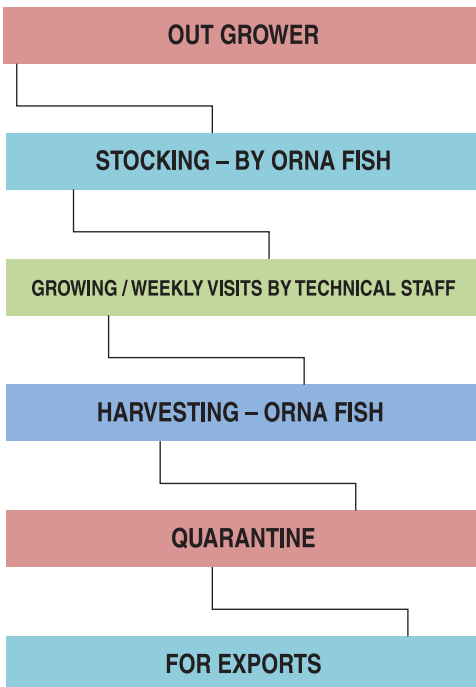 OUT GROWER
STOCKING – BY ORNA FISH
GROWING / WEEKLY VISITS BY TECHNICAL STAFF
HARVESTING – ORNA FISH
QUARANTINE
FOR EXPORTS